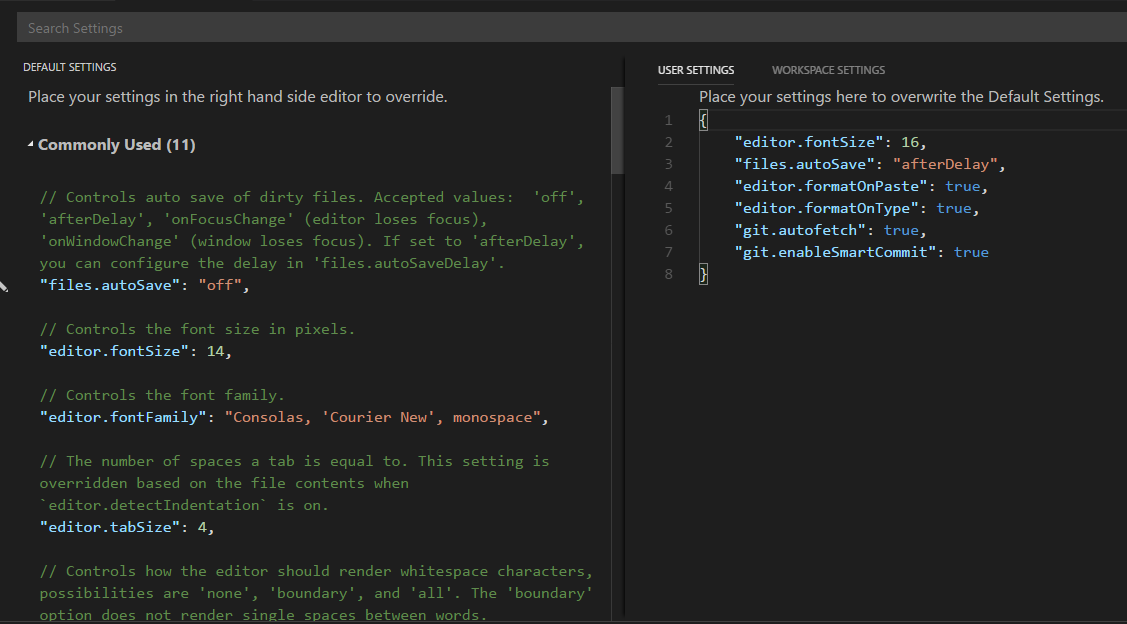 Search Settings
DEFAULT SETTINGS
Place your settings in the right hand side editor to override.
Commonly Used (11)
// Controls auto save of dirty files. Accepted values:  'off',
'afterDelay', 'onFocusChange' (editor loses focus),
'onWindowChange' (window loses focus). If set to 'afterDelay',
you can configure the delay in 'files.autoSaveDelay'.
"files.autoSave": "off",
// Controls the font size in pixels.
"editor.fontSize": 14,
// Controls the font family.
"editor.fontFamily": "Consolas, 'Courier New', monospace",
// The number of spaces a tab is equal to. This setting is
overridden based on the file contents when
`editor.detectIndentation` is on.
"editor.tabSize": 4,
// Controls how the editor should render whitespace characters,
possibilities are 'none', 'boundary', and 'all'. The 'boundary'
option does not render single spaces between words.
USER SETTINGS WORKSPACE SETTINGS
Place your settings here to overwrite the Default Settings.
1 {
2 "editor.fontSize": 16,
3 "files.autoSave": "afterDelay",
4 "editor.formatOnPaste": true,
5 "editor.formatOnType": true,
6 "git.autofetch": true,
7 "git.enableSmartCommit": true
8 }